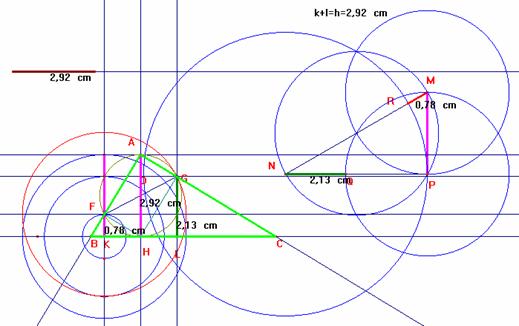 k+l=h=2,92 cm
2,92 cm
M
R
0,78 cm
A
N
2,13 cm
Q
P
D
G
F
2,92 cm
2,13 cm
0,78 cm
B
K
H
L
C